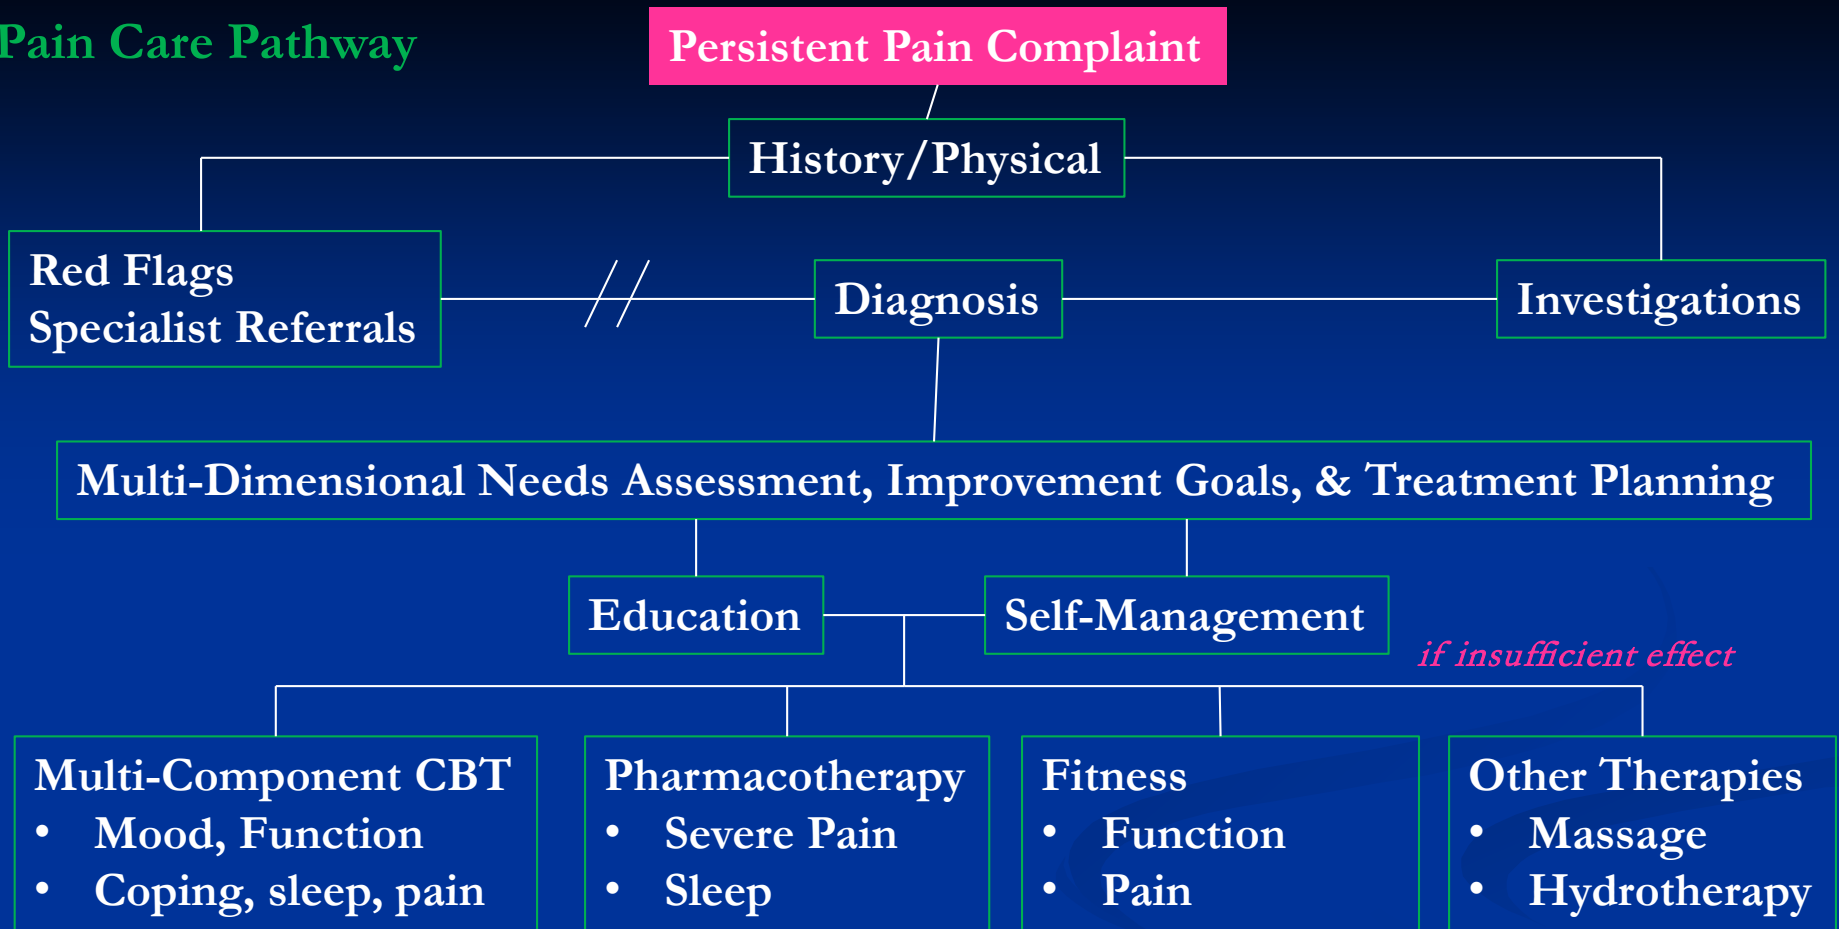 Pain Care Pathway
Persistent Pain Complaint
History/Physical
Red Flags
Specialist Referrals
Diagnosis
Investigations
Multi-Dimensional Needs Assessment, Improvement Goals, & Treatment Planning
Education
Self-Management
if insufficient effect
Multi-Component CBT
• Mood, Function
• Coping, sleep, pain
Pharmacotherapy
• Severe Pain
• Sleep
Fitness
• Function
• Pain
Other Therapies
• Massage
• Hydrotherapy